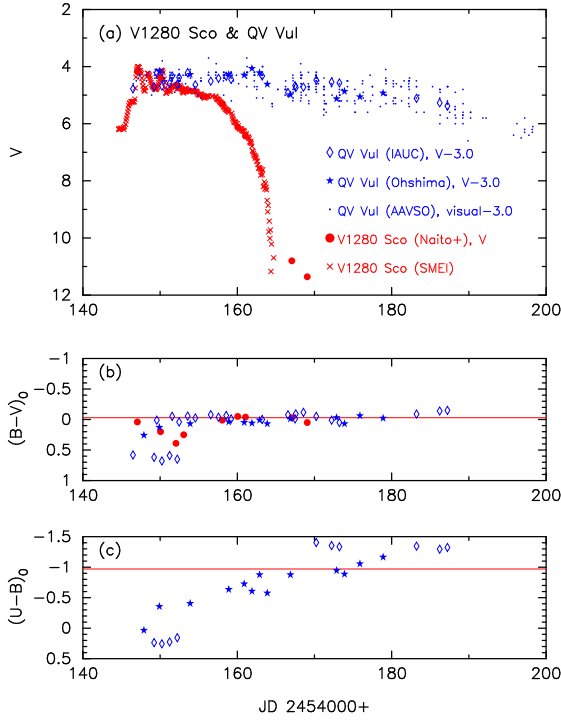 (a) V1280 Sco & QV Vul
2
4
6
8
10
12
V
QV Vul (IAUC), V-3.0
QV Vul (Ohshima), V-3.0
QV Vul (AAVSO), visual-3.0
V1280 Sco (Naito+), V
V1280 Sco (SMEI)
140 160 180 200
(b)
-1
-0.5
0
0.5
1
(B-V)0
140 160 180 200
(c)
-1.5
-1
-0.5
0
0.5
(U-B)0
140 160 180 200
JD 2454000+